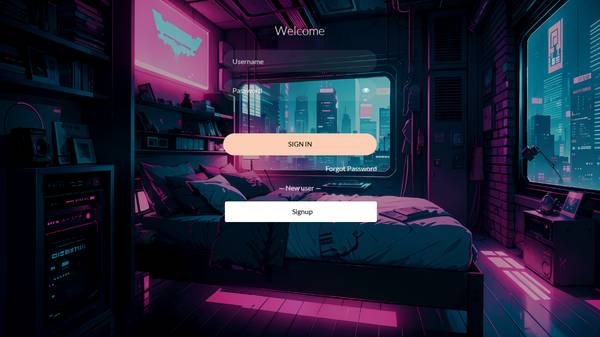 Welcome
Username
Password
SIGN IN
Forgot Password
— New user —
Signup